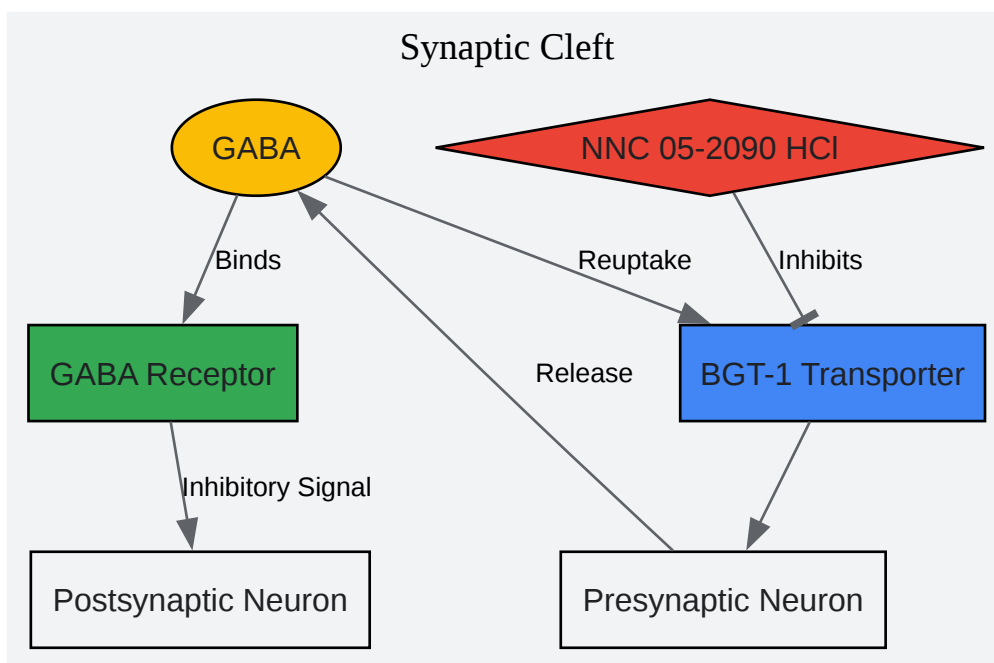 Synaptic Cleft
GABA
NNC 05-2090 HCl
Binds
Reuptake
Inhibits
GABA Receptor
Release
BGT-1 Transporter
Inhibitory Signal
Postsynaptic Neuron
Presynaptic Neuron